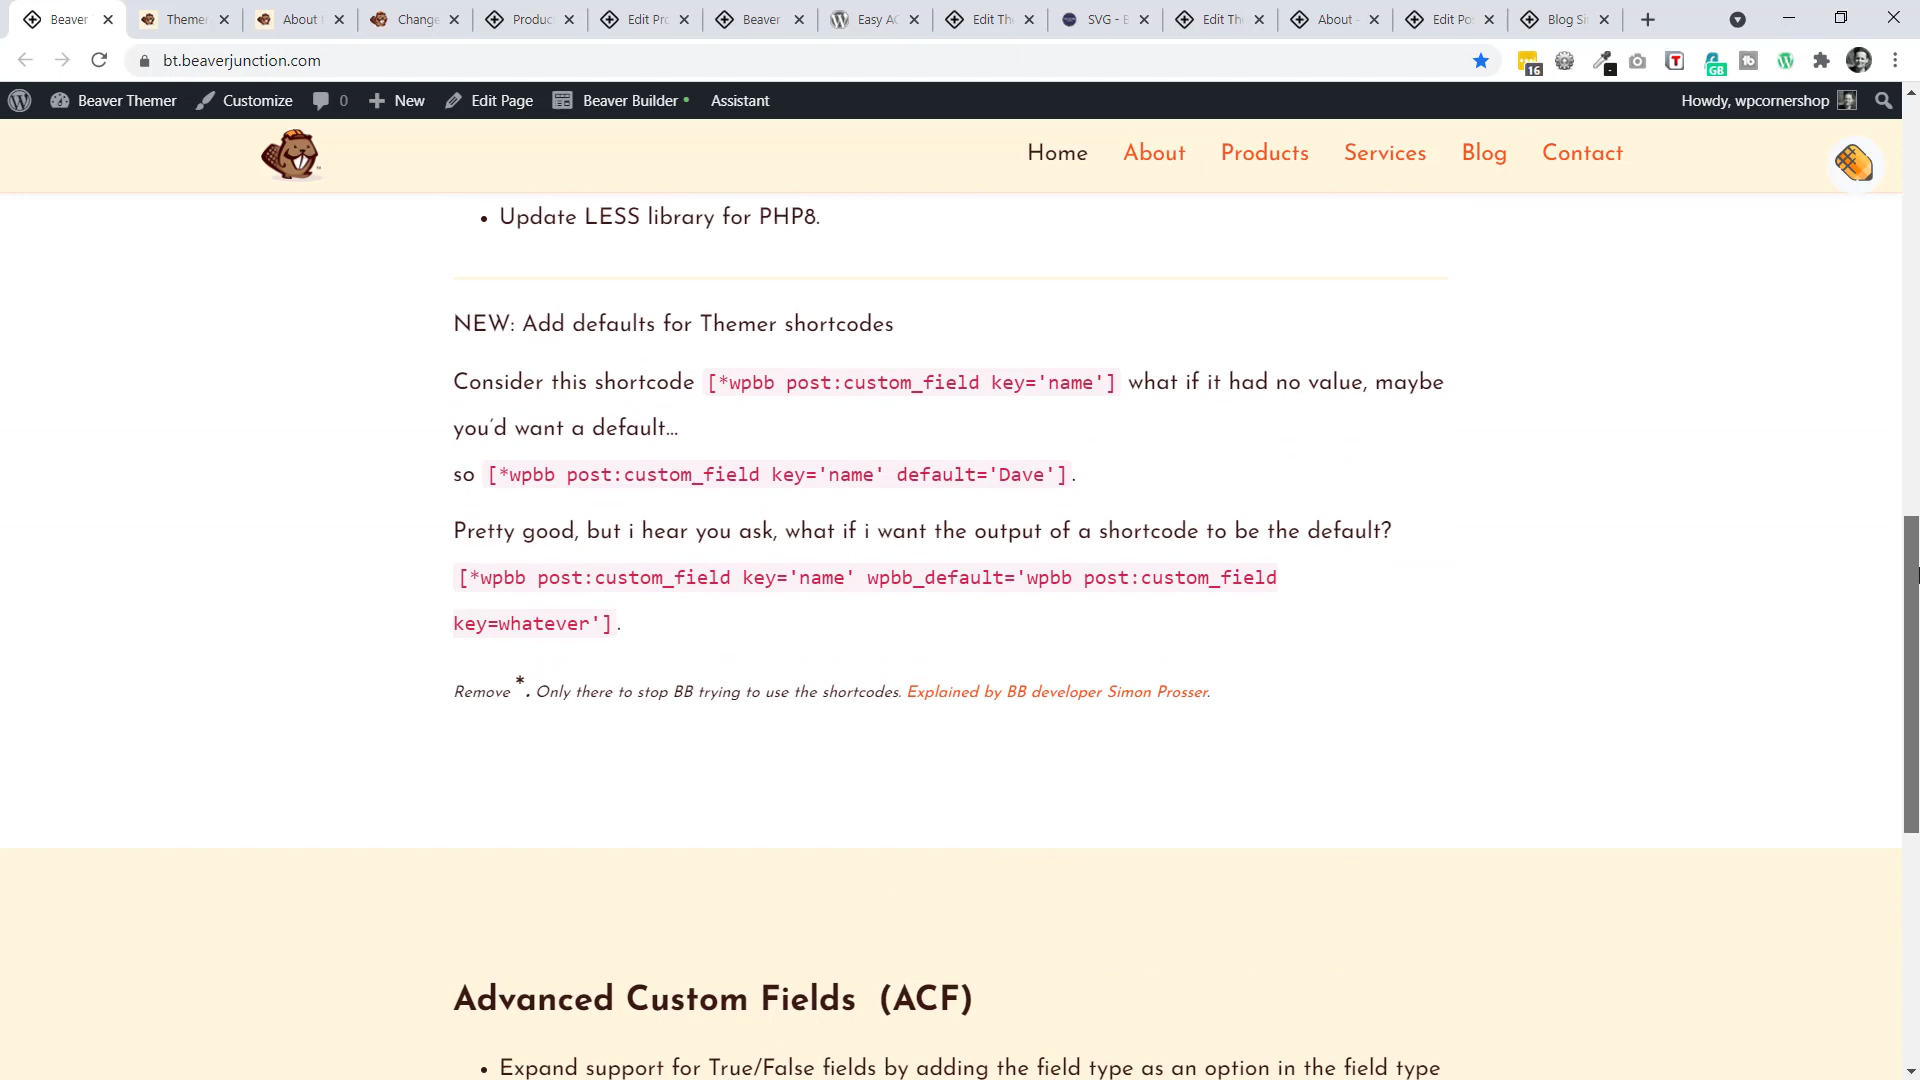 Beaver
Themer
About
Change
Produc
Edit Pro
Beaver
Easy AC
Edit Th
SVG - E
Edit Th
About -
Edit Po
Blog Si
bt.beaverjunction.com
16
GB
Beaver Themer
Customize
0
New
Edit Page
Beaver Builder
Assistant
Howdy, wpcornershop
Home
About
Products
Services
Blog
Contact
• Update LESS library for PHP8.
NEW: Add defaults for Themer shortcodes
Consider this shortcode [*wpbb post:custom_field key='name'] what if it had no value, maybe
you'd want a default...
so [*wpbb post:custom_field key='name' default='Dave'].
Pretty good, but i hear you ask, what if i want the output of a shortcode to be the default?
[*wpbb post:custom_field key='name' wpbb_default='wpbb post:custom_field
key=whatever'].
Remove *. Only there to stop BB trying to use the shortcodes. Explained by BB developer Simon Prosser.
Advanced Custom Fields (ACF)
• Expand support for True/False fields by adding the field type as an option in the field type